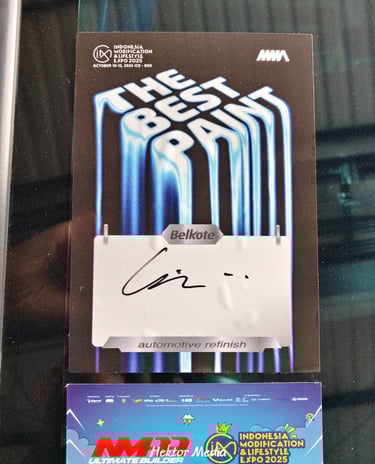 INDONESIA
MODIFICATION
& LIFESTYLE
EXPO 2025
OCTOBER 10-12, 2025 ICE - BSD
THE
BEST
PAINT
Belkote
automotive refinish
NMAA
ULTIMATE BUILDER
INDONESIA
MODIFICATION
& LIFESTYLE
EXPO 2025
Hektor Media